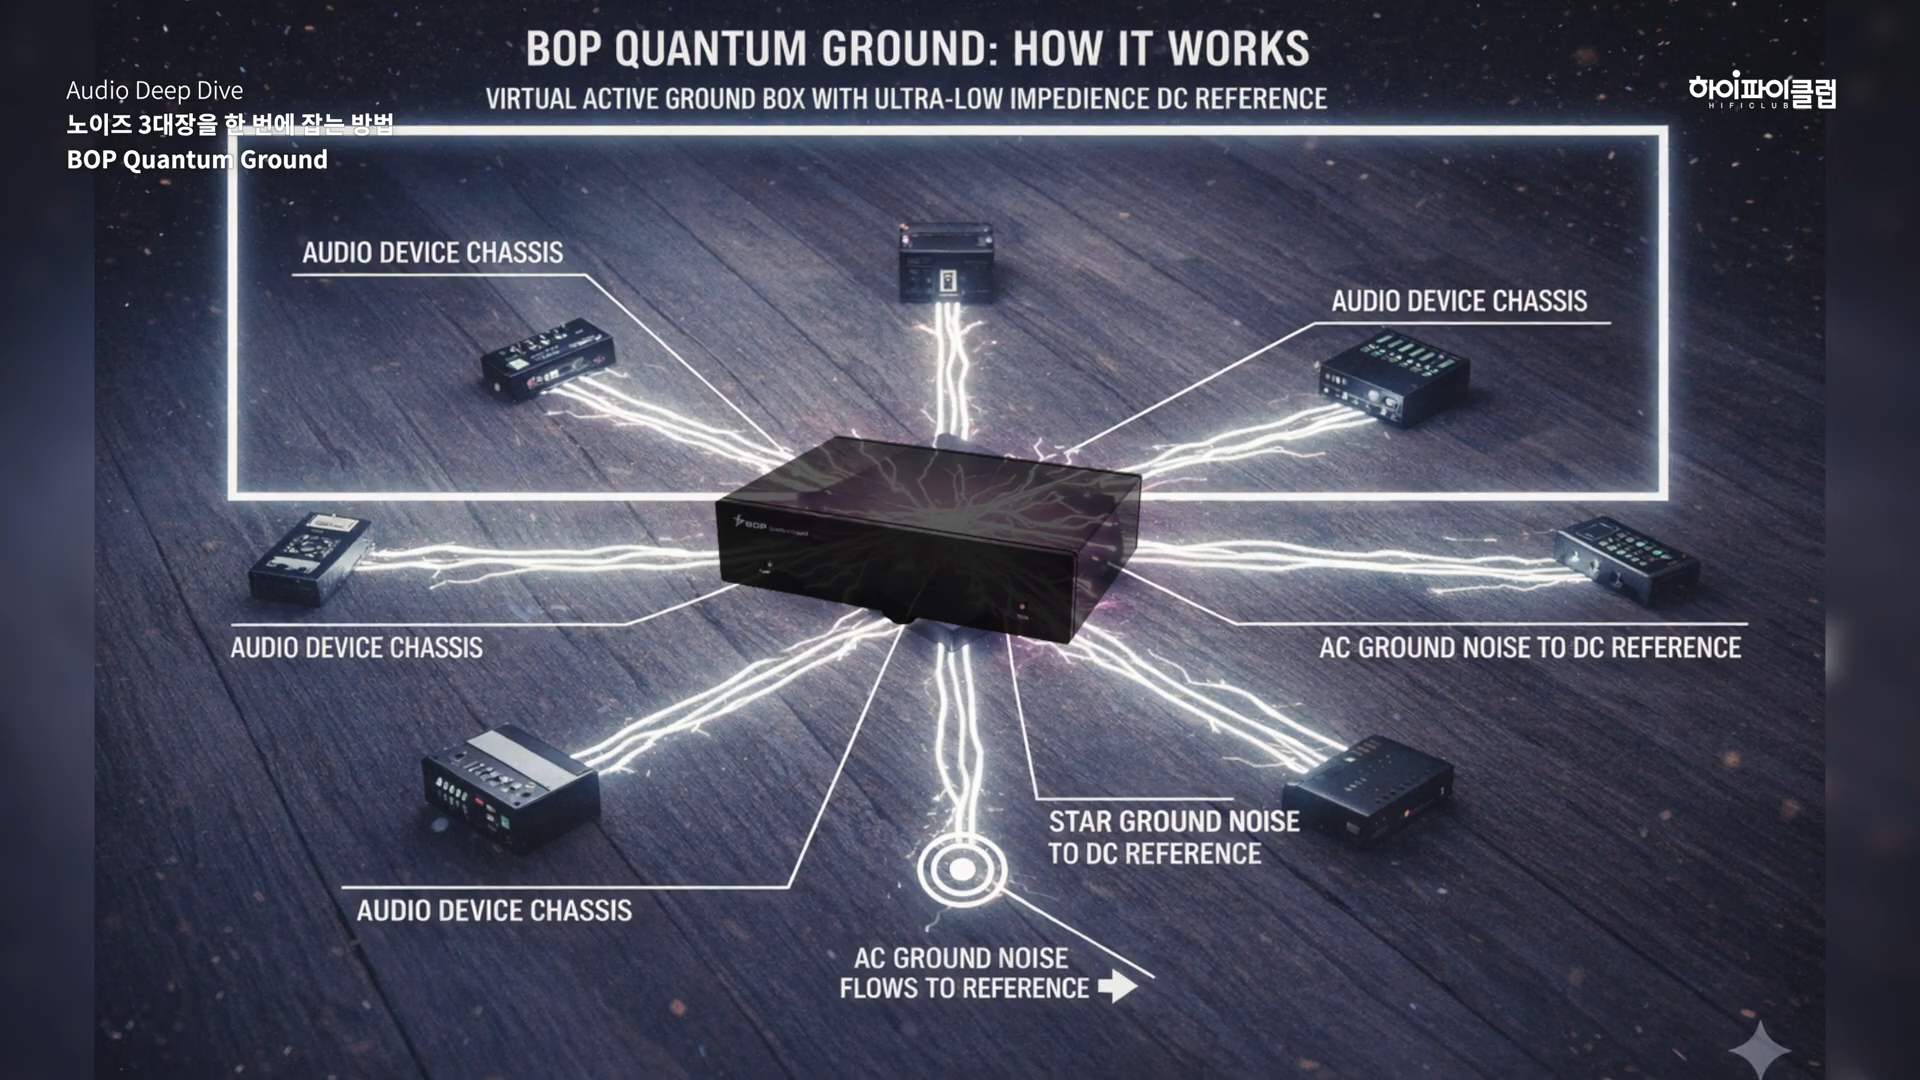 BOP QUANTUM GROUND: HOW IT WORKS
VIRTUAL ACTIVE GROUND BOX WITH ULTRA-LOW IMPEDIENCE DC REFERENCE
Audio Deep Dive
노이즈 3대장을 한 번에 잡는 방법
BOP Quantum Ground
하이파이클럽
HIFICLUB
AUDIO DEVICE CHASSIS
AUDIO DEVICE CHASSIS
BOP
AUDIO DEVICE CHASSIS
AC GROUND NOISE TO DC REFERENCE
STAR GROUND NOISE
TO DC REFERENCE
AUDIO DEVICE CHASSIS
AC GROUND NOISE
FLOWS TO REFERENCE